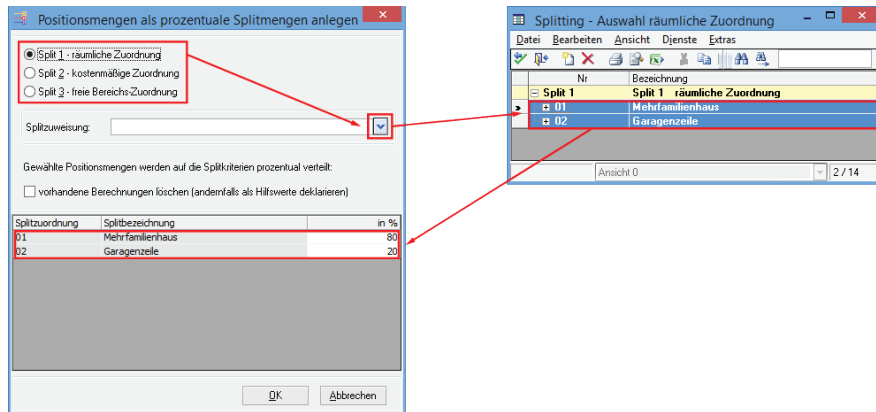 Positionsmengen als prozentuale Splitmengen anlegen
Split 1 - räumliche Zuordnung
Split 2 - kostenmäßige Zuordnung
Split 3 - freie Bereichs-Zuordnung
Splitzuweisung:
Gewählte Positionsmengen werden auf die Splitkriterien prozentual verteilt:
vorhandene Berechnungen löschen (andernfalls als Hilfswerte deklarieren)
Splitzuordnung Splitbezeichnung in %
01 Mehrfamilienhaus 80
02 Garagenzeile 20
OK Abbrechen
Splitting - Auswahl räumliche Zuordnung
Datei Bearbeiten Ansicht Dienste Extras
Nr Bezeichnung
Split 1 Split 1 räumliche Zuordnung
01 Mehrfamilienhaus
02 Garagenzeile
Ansicht 0 2 / 14